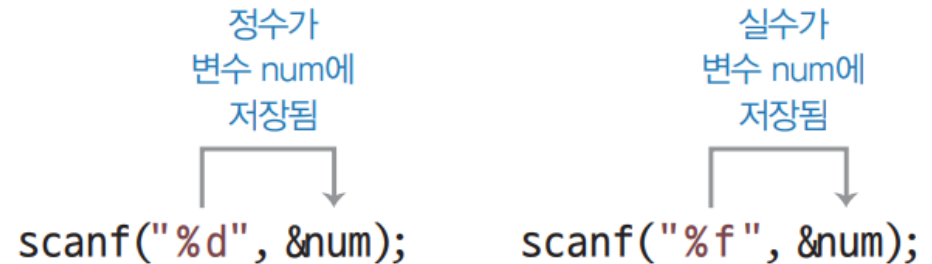 정수가
변수 num에
저장됨
scanf("%d", &num);
실수가
변수 num에
저장됨
scanf("%f", &num);